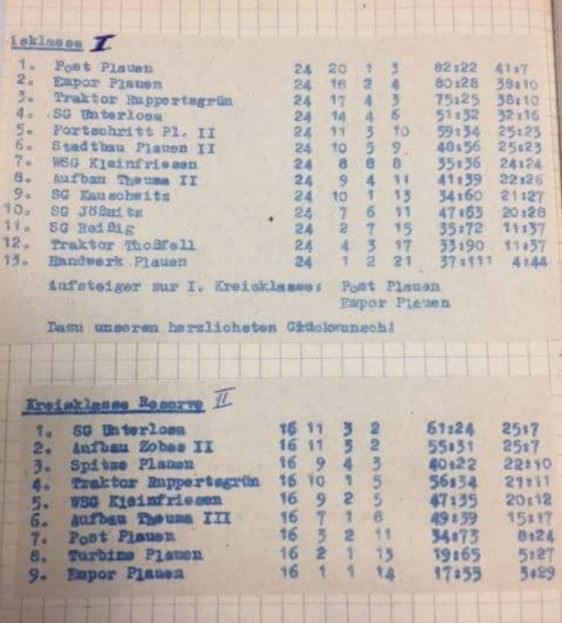 isklasse I
1. Post Plauen 24 20 1 3 82:22 41:7
2. Empor Plauen 24 18 2 4 80:28 38:10
3. Traktor Ruppertsgrün 24 17 4 3 75:25 38:10
4. SG Unterlosa 24 14 4 6 51:32 32:16
5. Fortschritt Pl. II 24 11 3 10 59:34 25:23
6. Stadtbau Plauen II 24 10 5 9 48:56 25:23
7. WSG Kleinfriesen 24 8 8 8 35:36 24:24
8. Aufbau Theuma II 24 9 4 11 41:39 22:26
9. SG Kauschwitz 24 10 1 13 34:60 21:27
10. SG Jößnitz 24 7 6 11 47:63 20:28
11. SG Reißig 24 2 7 15 35:72 11:37
12. Traktor Thoßfell 24 4 3 17 33:90 11:37
13. Handwerk Plauen 24 1 2 21 37:111 4:44
Aufsteiger zur I. Kreisklasse: Post Plauen
Empor Plauen
Dazu unseren herzlichsten Glückwunsch!
Kreisklasse Reserve II
1. SG Unterlosa 16 11 3 2 61:24 25:7
2. Aufbau Zobes II 16 11 3 2 55:31 25:7
3. Spitze Plauen 16 9 4 3 40:22 22:10
4. Traktor Ruppertsgrün 16 10 1 5 56:34 21:11
5. WSG Kleinfriesen 16 9 2 5 47:35 20:12
6. Aufbau Theuma III 16 7 1 8 49:39 15:17
7. Post Plauen 16 3 2 11 34:73 8:24
8. Turbine Plauen 16 2 1 13 19:65 5:27
9. Empor Plauen 16 1 1 14 17:55 3:29